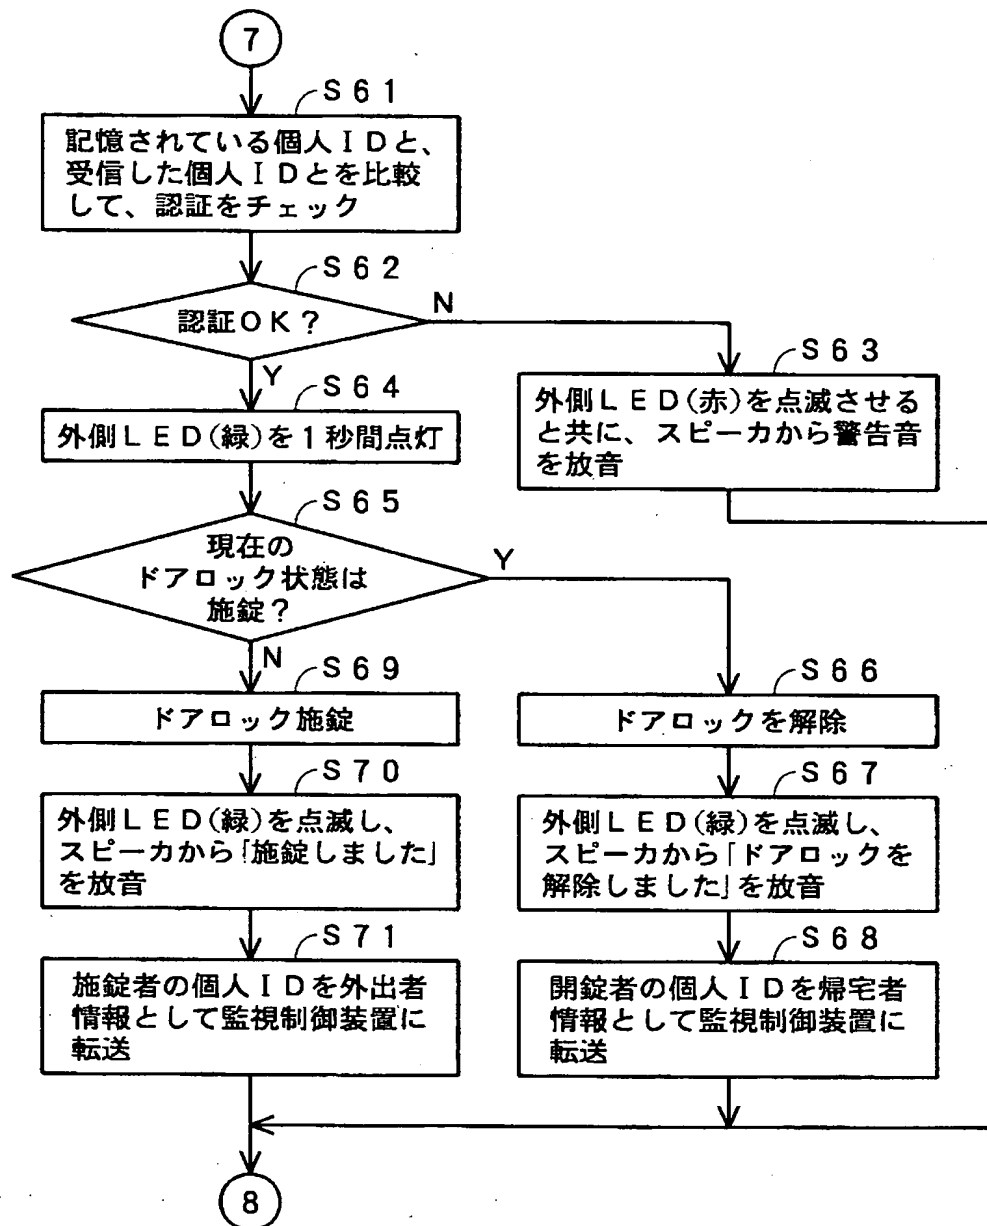 7
S61
記憶されている個人IDと、
受信した個人IDとを比較
して、認証をチェック
S62
認証OK?
N
Y
S63
外側LED(赤)を点滅させる
と共に、スピーカから警告音
を放音
S64
外側LED(緑)を1秒間点灯
S65
現在の
ドアロック状態は
施錠?
Y
N
S69
ドアロック施錠
S66
ドアロックを解除
S70
外側LED(緑)を点滅し、
スピーカから「施錠しました」
を放音
S67
外側LED(緑)を点滅し、
スピーカから「ドアロックを
解除しました」を放音
S71
施錠者の個人IDを外出者
情報として監視制御装置に
転送
S68
開錠者の個人IDを帰宅者
情報として監視制御装置に
転送
8